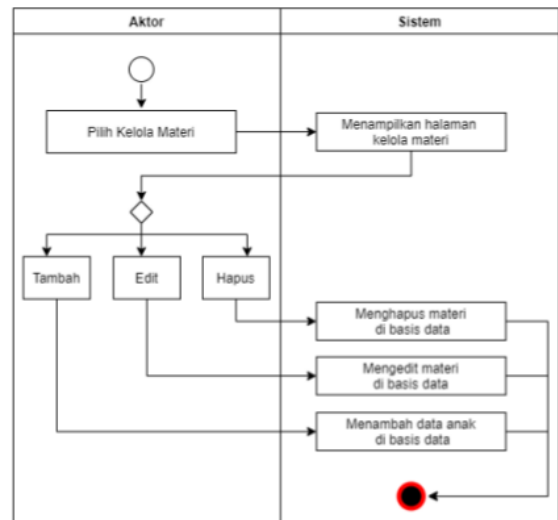 Aktor
Sistem
Pilih Kelola Materi
Menampilkan halaman
kelola materi
Tambah
Edit
Hapus
Menghapus materi
di basis data
Mengedit materi
di basis data
Menambah data anak
di basis data